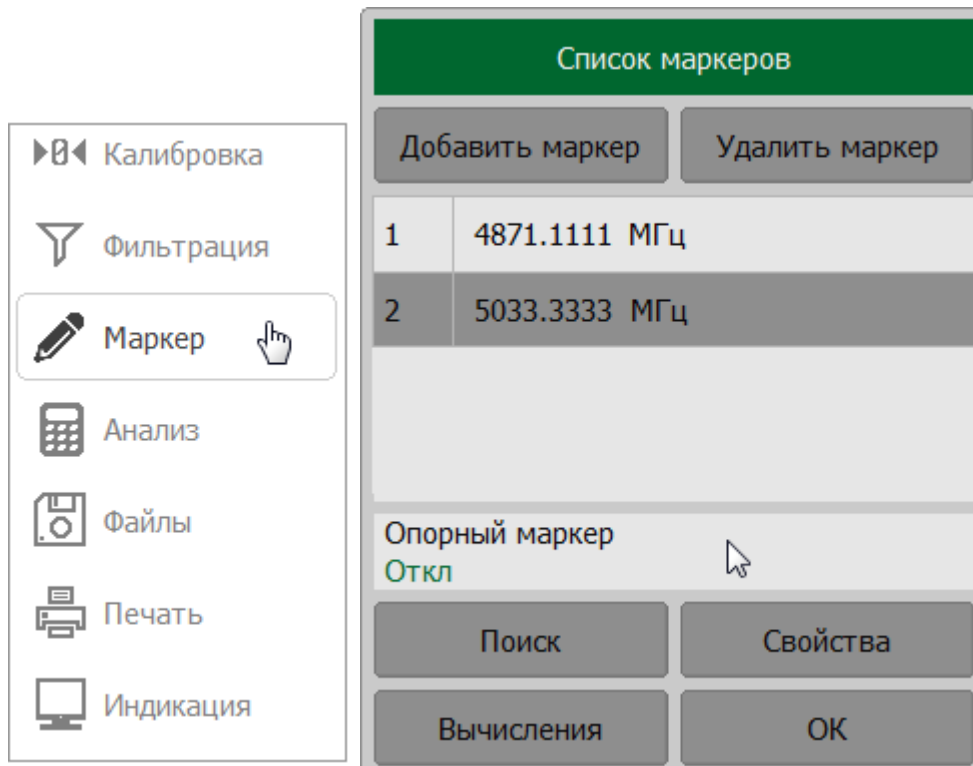 Калибровка
Фильтрация
Маркер
Анализ
Файлы
Печать
Индикация
Список маркеров
Добавить маркер
Удалить маркер
1 4871.1111 МГц
2 5033.3333 МГц
Опорный маркер
Откл
Поиск
Свойства
Вычисления
ОК